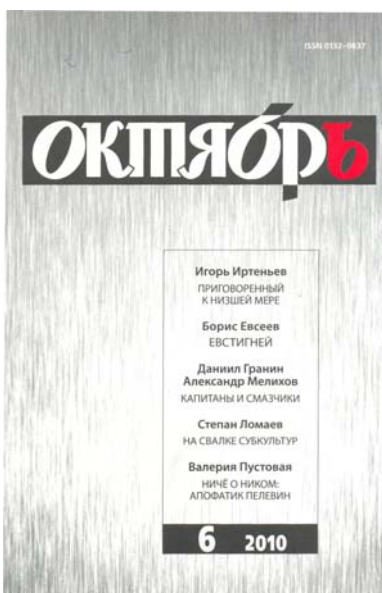 ISSN 0132-0637
октябрЬ
Игорь Иртеньев
ПРИГОВОРЕННЫЙ
К НИЗШЕЙ МЕРЕ
Борис Евсеев
ЕВСТИГНЕЙ
Даниил Гранин
Александр Мелихов
КАПИТАНЫ И СМАЗЧИКИ
Степан Ломаев
НА СВАЛКЕ СУБКУЛЬТУР
Валерия Пустовая
НИЧЁ О НИКОМ:
АПОФАТИК ПЕЛЕВИН
6 2010